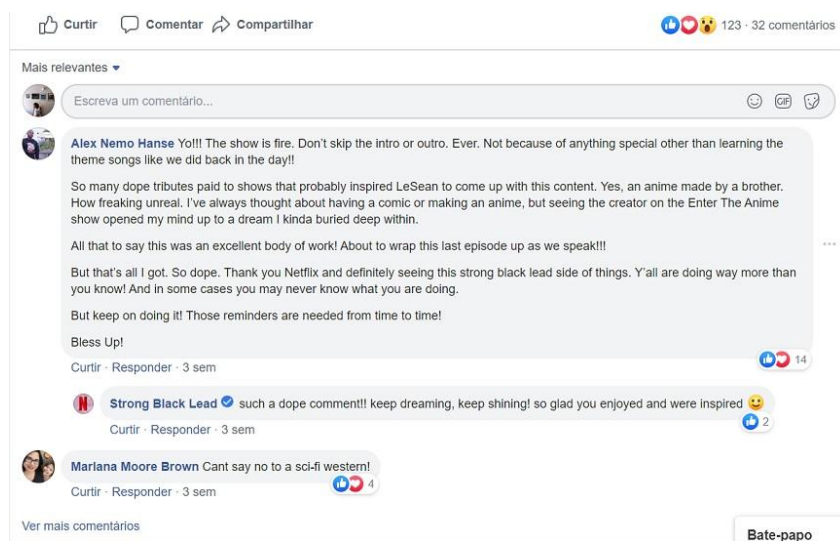 Curtir Comentar Compartilhar 123 · 32 comentários
Mais relevantes
Escreva um comentário... GIF
Alex Nemo Hanse Yo!!! The show is fire. Don't skip the intro or outro. Ever. Not because of anything special other than learning the
theme songs like we did back in the day!!
So many dope tributes paid to shows that probably inspired LeSean to come up with this content. Yes, an anime made by a brother.
How freaking unreal. I've always thought about having a comic or making an anime, but seeing the creator on the Enter The Anime
show opened my mind up to a dream I kinda buried deep within.
All that to say this was an excellent body of work! About to wrap this last episode up as we speak!!!
But that's all I got. So dope. Thank you Netflix and definitely seeing this strong black lead side of things. Y'all are doing way more than
you know! And in some cases you may never know what you are doing.
But keep on doing it! Those reminders are needed from time to time!
Bless Up!
14
Curtir · Responder · 3 sem
N Strong Black Lead such a dope comment!! keep dreaming, keep shining! so glad you enjoyed and were inspired
2
Curtir · Responder · 3 sem
Mariana Moore Brown Cant say no to a sci-fi western!
4
Curtir · Responder · 3 sem
Ver mais comentários
Bate-papo